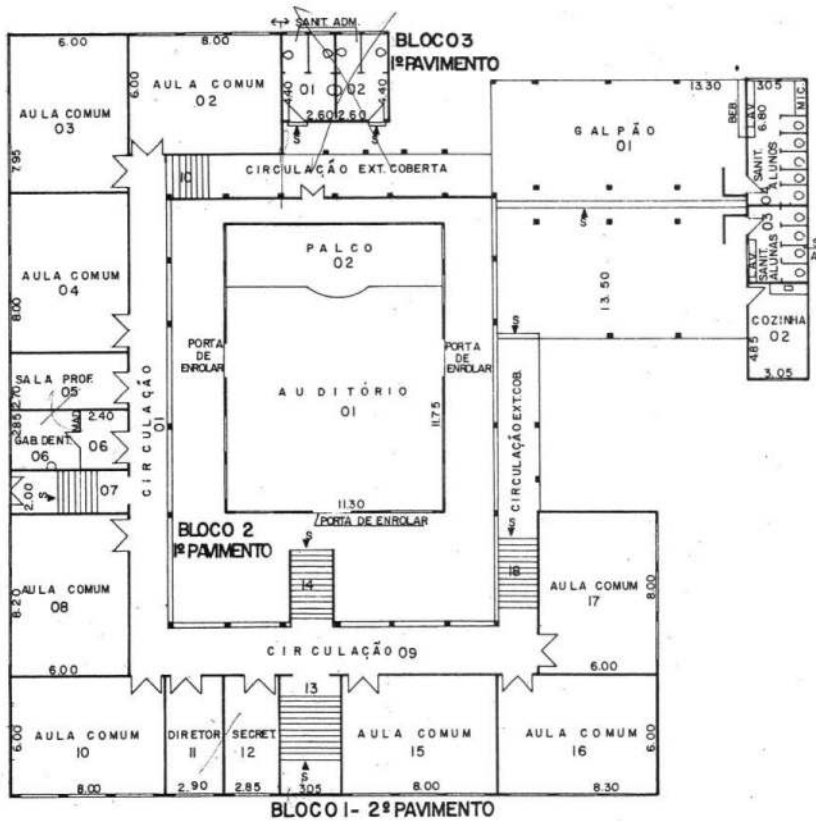 SANIT. ADM.
BLOCO 3
1º PAVIMENTO
6.00
8.00
6.00
AULA COMUM
03
7.95
AULA COMUM
02
01
02
4.40
4.40
2.60
2.60
S
S
13.30
3.05
BEB.
LAV.
6.80
MIC.
GALPÃO
01
SANIT.
ALUNOS
04
CIRCULAÇÃO EXT. COBERTA
10
PALCO
02
S
03
SANIT.
ALUNAS
LAV.
AULA COMUM
04
8.00
13.50
COZINHA
02
4.85
3.05
S
PORTA
DE
ENROLAR
PORTA
DE
ENROLAR
AUDITÓRIO
01
11.75
11.30
PORTA DE ENROLAR
SALA PROF.
05
2.70
CIRCULAÇÃO
01
CIRCULAÇÃO EXT.COB.
2.85
MAD
2.40
GAB. DENT.
06
06
2.00
S
07
BLOCO 2
1º PAVIMENTO
S
14
S
18
AULA COMUM
08
8.20
6.00
AULA COMUM
17
8.00
6.00
CIRCULAÇÃO 09
AULA COMUM
10
6.00
8.00
DIRETOR
11
2.90
SECRET.
12
2.85
13
S
3.05
AULA COMUM
15
8.00
AULA COMUM
16
6.00
8.30
BLOCO 1 - 2º PAVIMENTO